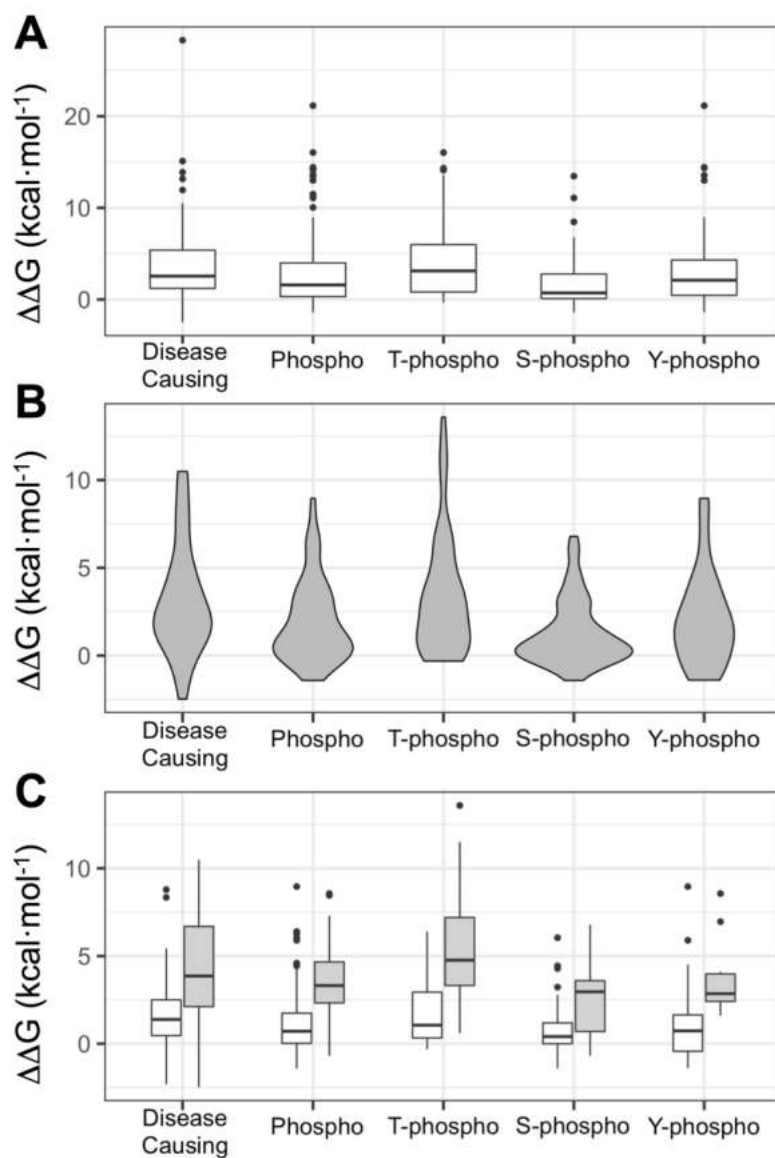 A
ΔΔG (kcal·mol⁻¹)
20
10
0
Disease
Causing
Phospho
T-phospho
S-phospho
Y-phospho
B
ΔΔG (kcal·mol⁻¹)
10
5
0
Disease
Causing
Phospho
T-phospho
S-phospho
Y-phospho
C
ΔΔG (kcal·mol⁻¹)
10
5
0
Disease
Causing
Phospho
T-phospho
S-phospho
Y-phospho